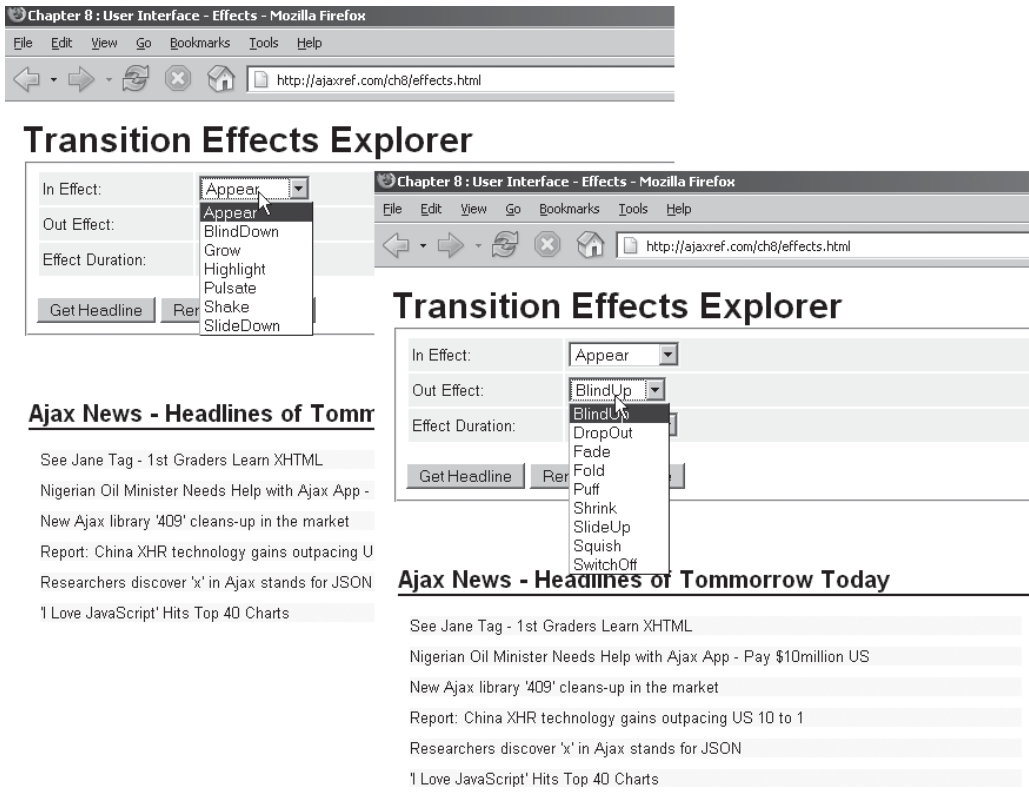 Chapter 8 : User Interface - Effects - Mozilla Firefox
File Edit View Go Bookmarks Tools Help
http://ajaxref.com/ch8/effects.html
Transition Effects Explorer
In Effect: Appear
Appear
BlindDown
Grow
Highlight
Pulsate
Shake
SlideDown
Out Effect:
Effect Duration:
Get Headline
Ajax News - Headlines of
See Jane Tag - 1st Graders Learn XHTML
Nigerian Oil Minister Needs Help with Ajax App -
New Ajax library '409' cleans-up in the market
Report: China XHR technology gains outpacing U
Researchers discover 'x' in Ajax stands for JSON
'I Love JavaScript' Hits Top 40 Charts
Chapter 8 : User Interface - Effects - Mozilla Firefox
File Edit View Go Bookmarks Tools Help
http://ajaxref.com/ch8/effects.html
Transition Effects Explorer
In Effect: Appear
Out Effect: BlindUp
BlindUp
DropOut
Fade
Fold
Puff
Shrink
SlideUp
Squish
SwitchOff
Effect Duration:
Get Headline
Ajax News - Headlines of Tommorrow Today
See Jane Tag - 1st Graders Learn XHTML
Nigerian Oil Minister Needs Help with Ajax App - Pay $10million US
New Ajax library '409' cleans-up in the market
Report: China XHR technology gains outpacing US 10 to 1
Researchers discover 'x' in Ajax stands for JSON
'I Love JavaScript' Hits Top 40 Charts